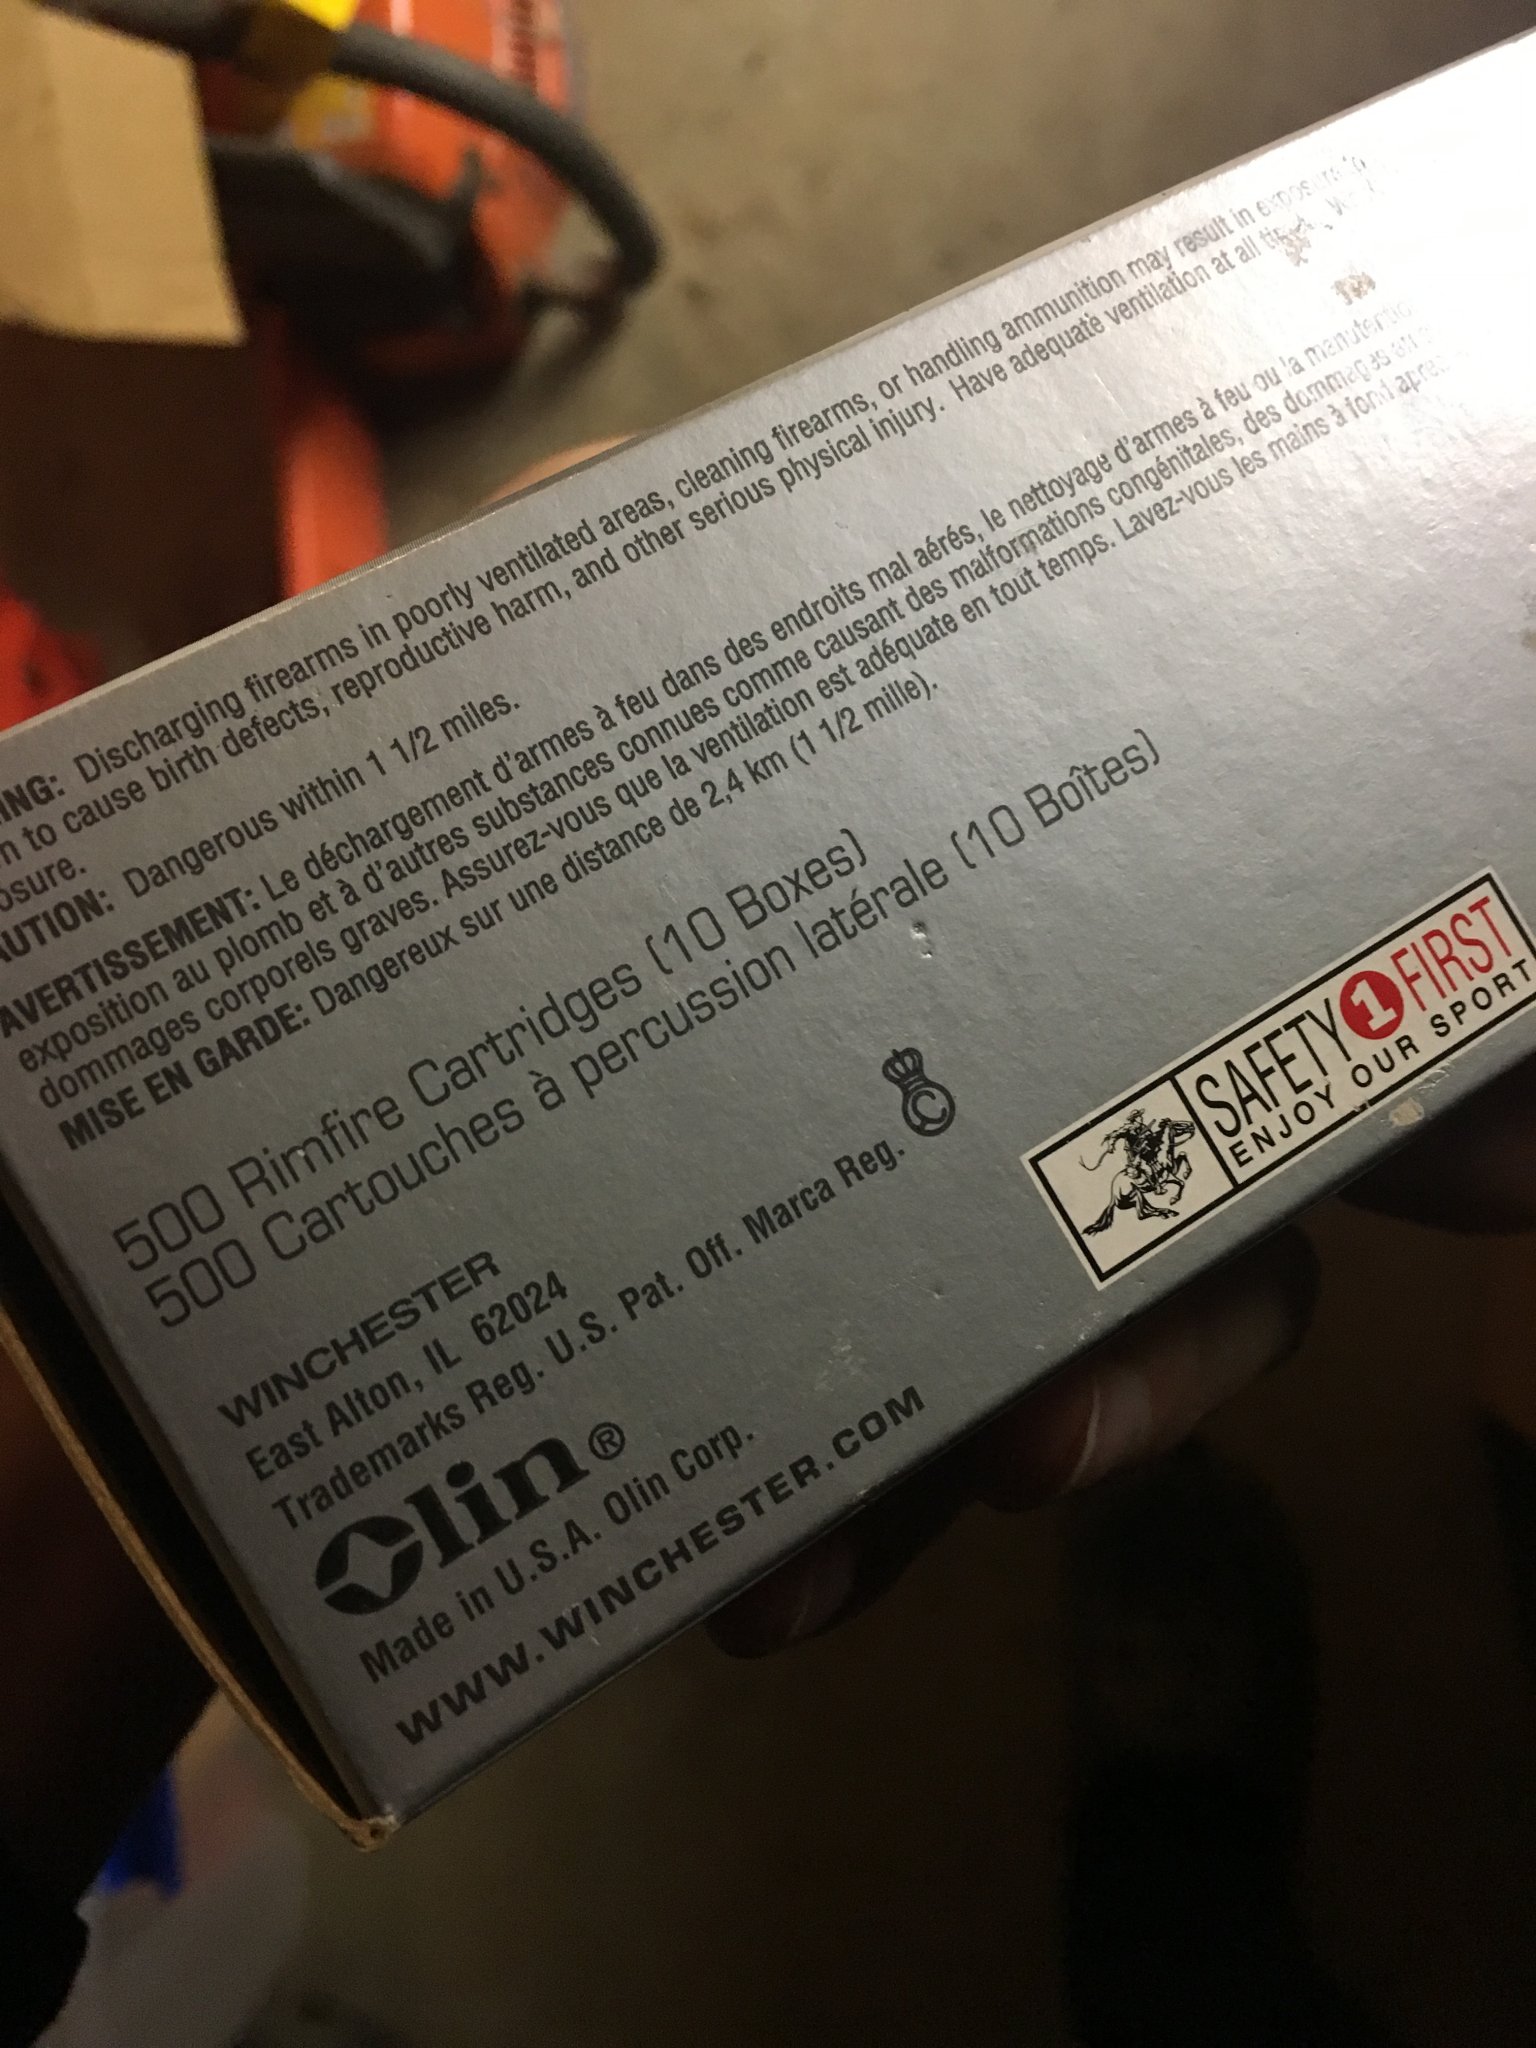 Discharging firearms in poorly ventilated areas, cleaning firearms, or handling ammunition may result in
to cause birth defects, reproductive harm, and other serious physical injury. Have adequate ventilation at all
CAUTION: Dangerous within 1 1/2 miles.
AVERTISSEMENT: Le déchargement d'armes à feu dans des endroits mal aérés, le nettoyage d'armes à feu ou la
exposition au plomb et à d'autres substances connues comme causant des malformations congénitales, des dommages
dommages corporels graves. Assurez-vous que la ventilation est adéquate en tout temps. Lavez-vous les mains à fond
MISE EN GARDE: Dangereux sur une distance de 2,4 km (1 1/2 mille).
500 Rimfire Cartridges (10 Boxes)
500 Cartouches à percussion latérale (10 Boîtes)
WINCHESTER
East Alton, IL 62024
Trademarks Reg. U.S. Pat. Off. Marca Reg. C
Olin®
Made in U.S.A. Olin Corp.
WWW.WINCHESTER.COM
SAFETY 1 FIRST
ENJOY OUR SPORT